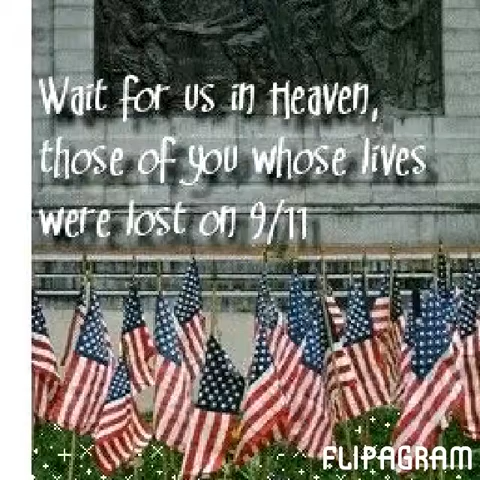 Wait for us in Heaven,
those of you whose lives
were lost on 9/11
FLIPAGRAM